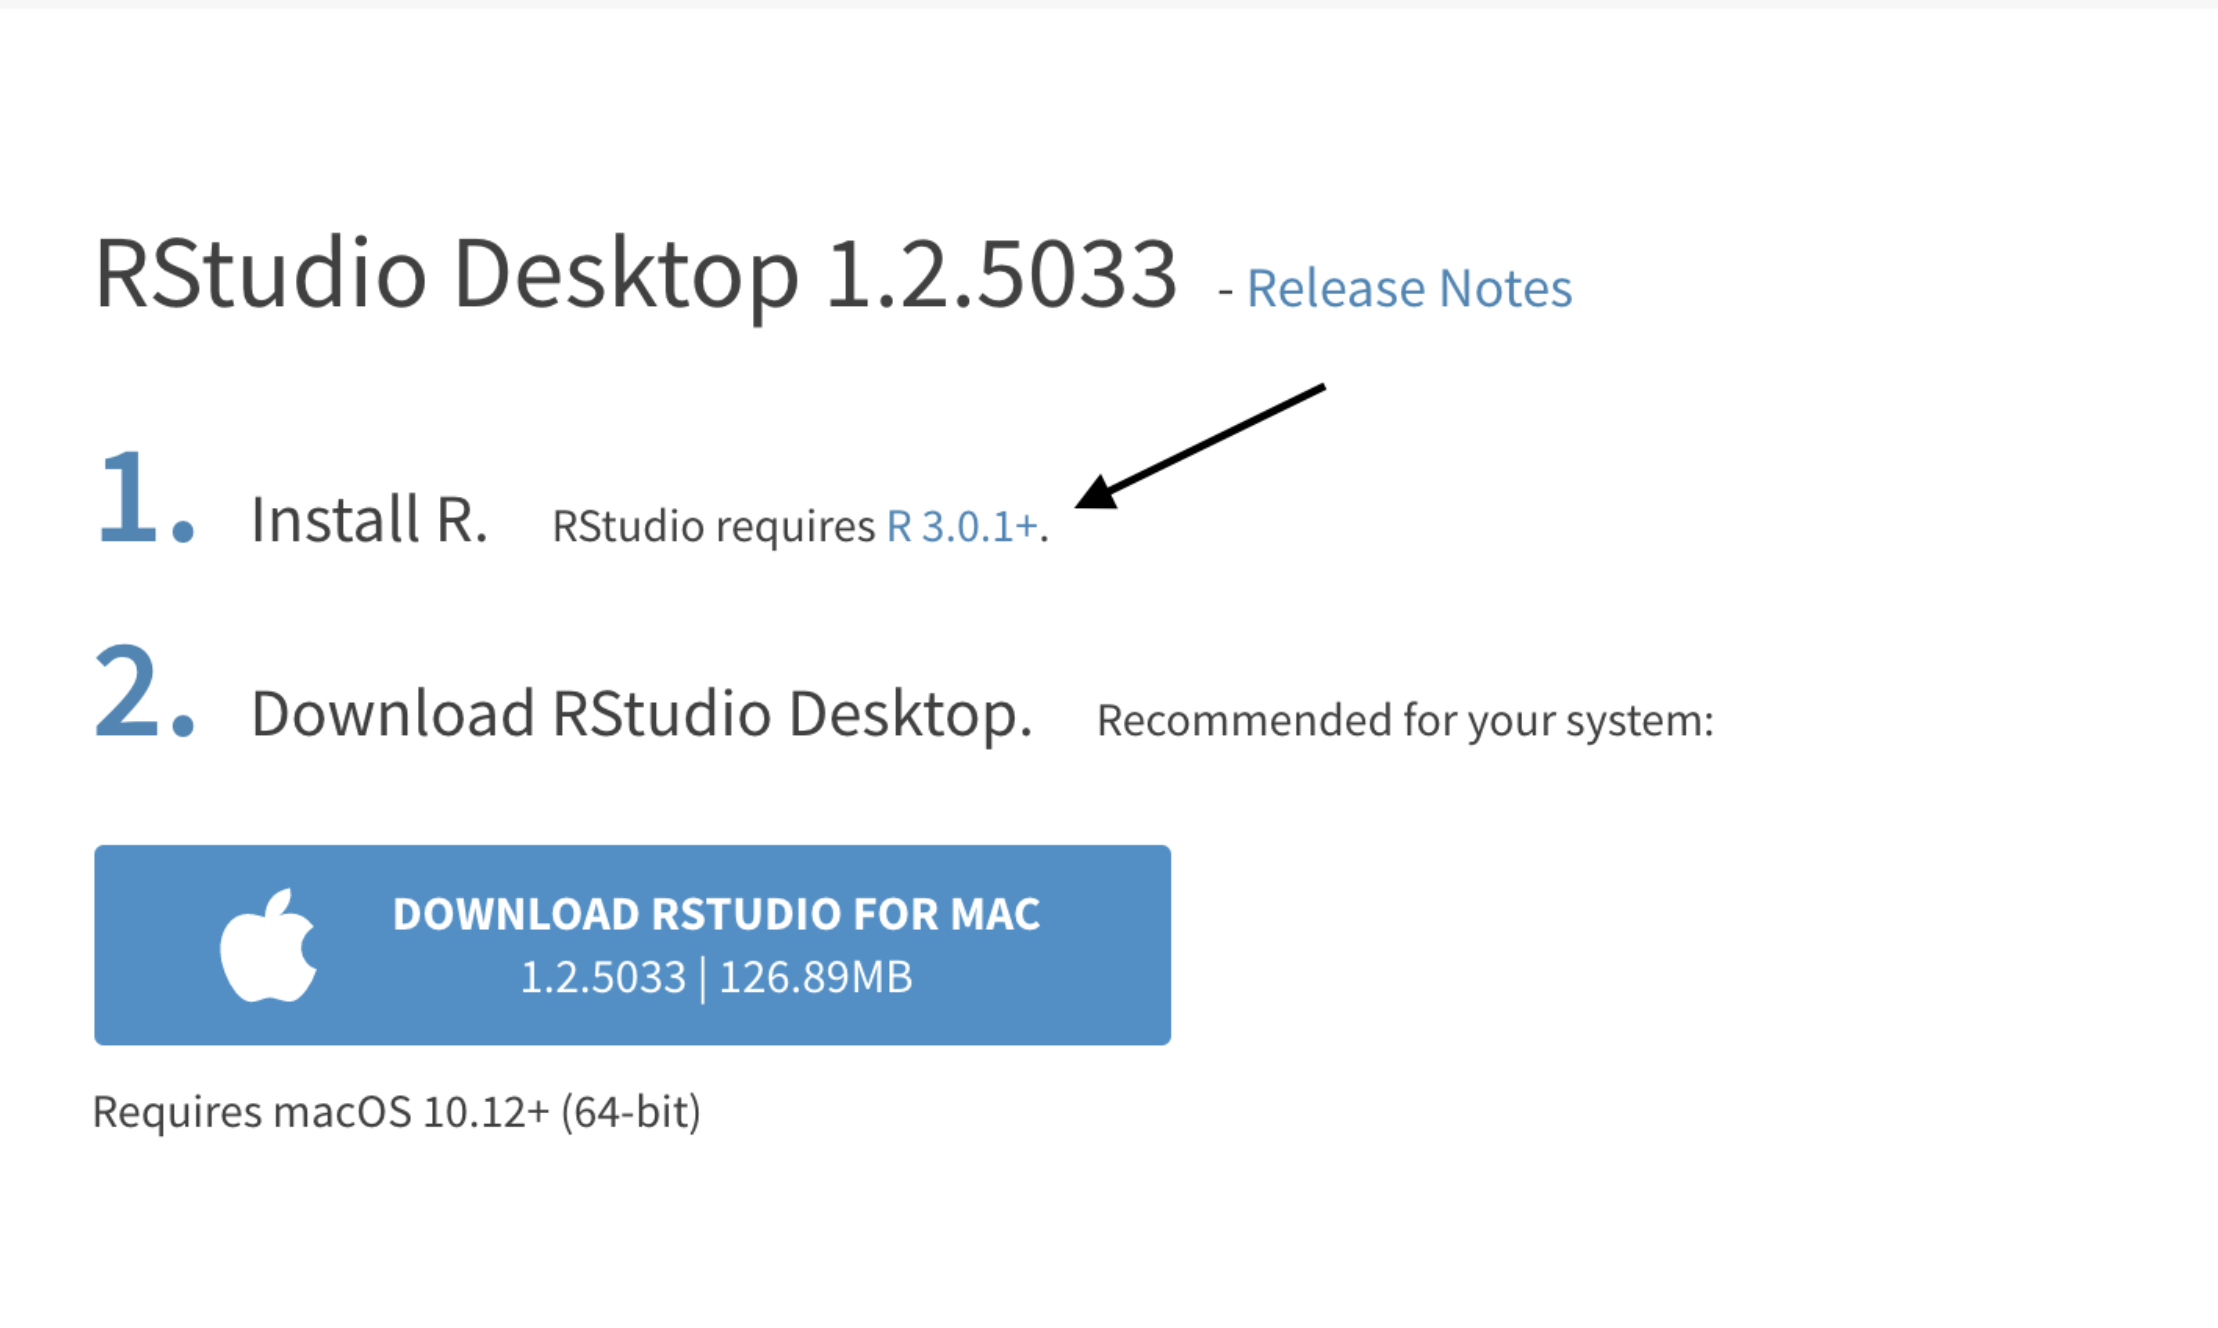 RStudio Desktop 1.2.5033 - Release Notes
1. Install R. RStudio requires R 3.0.1+.
2. Download RStudio Desktop. Recommended for your system:
DOWNLOAD RSTUDIO FOR MAC
1.2.5033 | 126.89MB
Requires macOS 10.12+ (64-bit)